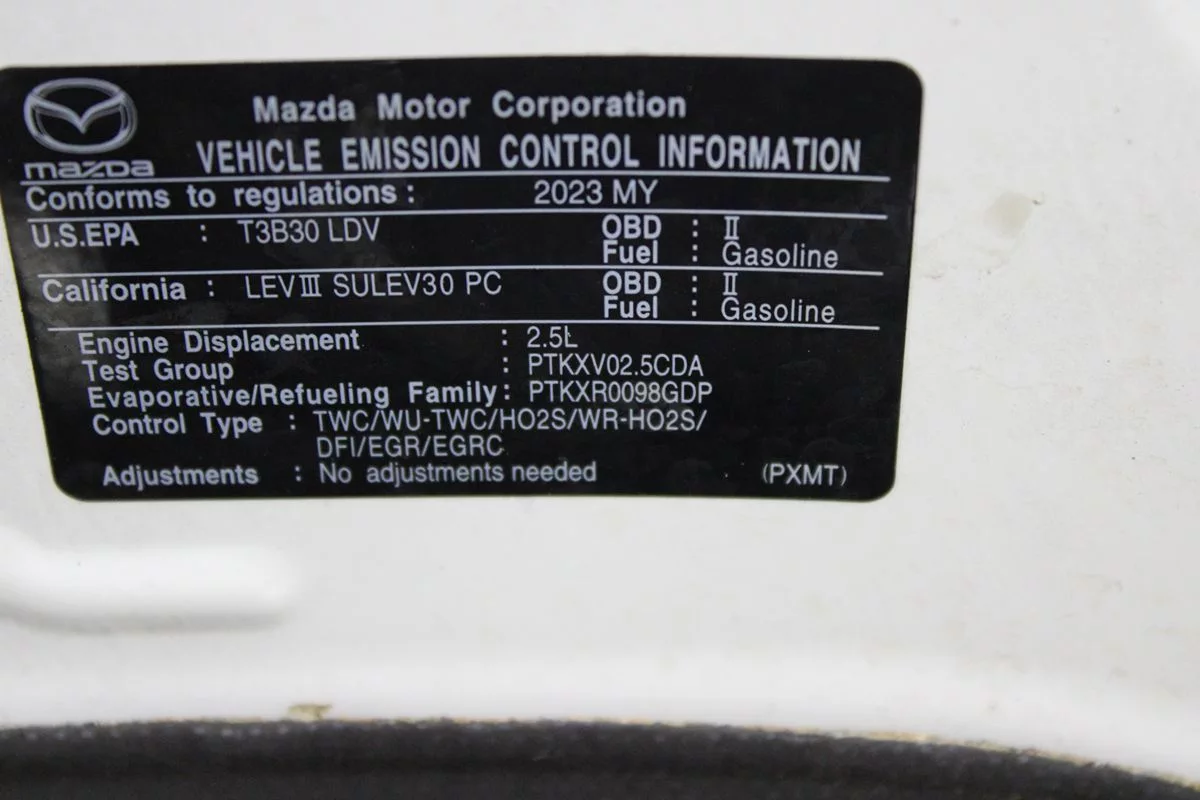 Mazda Motor Corporation
mazda VEHICLE EMISSION CONTROL INFORMATION
Conforms to regulations : 2023 MY
U.S.EPA : T3B30 LDV OBD : II
Fuel : Gasoline
California : LEV III SULEV30 PC OBD : II
Fuel : Gasoline
Engine Displacement : 2.5L
Test Group : PTKXV02.5CDA
Evaporative/Refueling Family : PTKXR0098GDP
Control Type : TWC/WU-TWC/HO2S/WR-HO2S/
DFI/EGR/EGRC
Adjustments : No adjustments needed (PXMT)